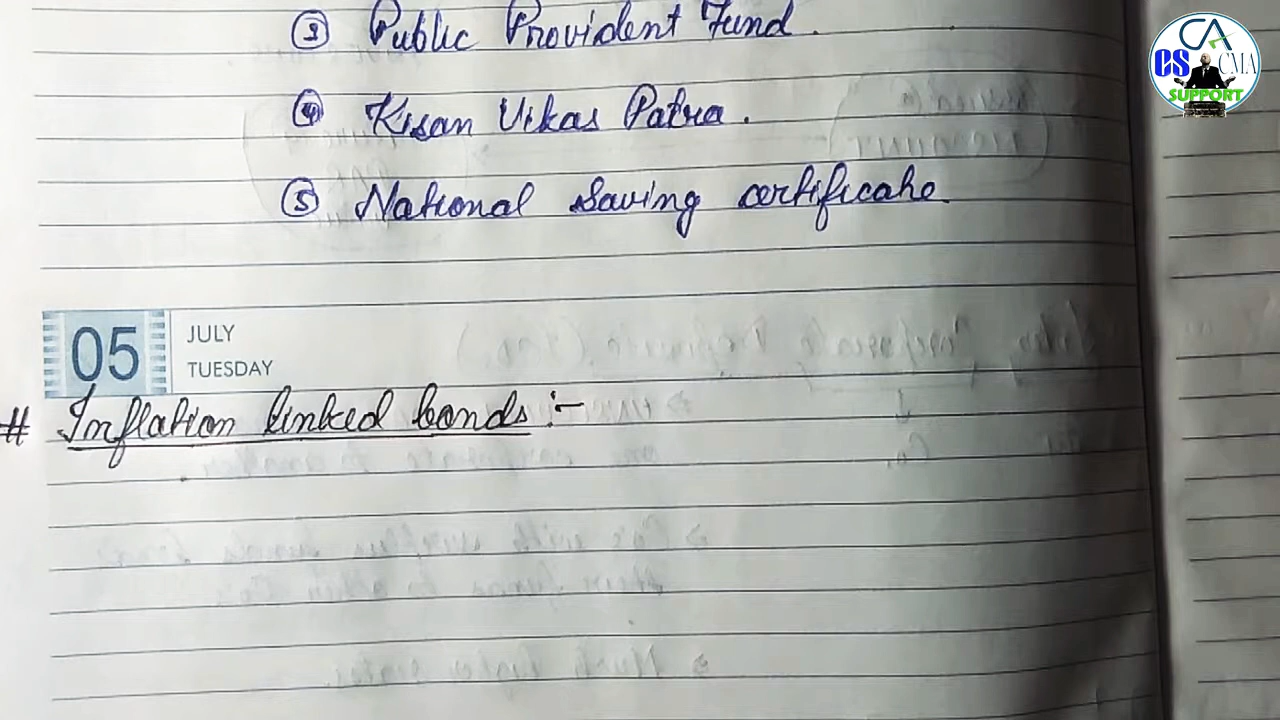 ③ Public Provident Fund.
④ Kisan Vikas Patra.
⑤ National Saving certificate.
05 JULY
TUESDAY
# Inflation linked bonds :-
CA
CS CMA
SUPPORT